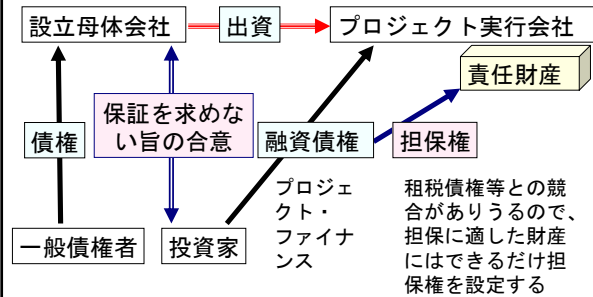 設立母体会社
出資
プロジェクト実行会社
責任財産
保証を求めな
い旨の合意
債権
融資債権
担保権
プロジェ
クト・
ファイナ
ンス
租税債権等との競
合がありうるので、
担保に適した財産
にはできるだけ担
保権を設定する
一般債権者
投資家